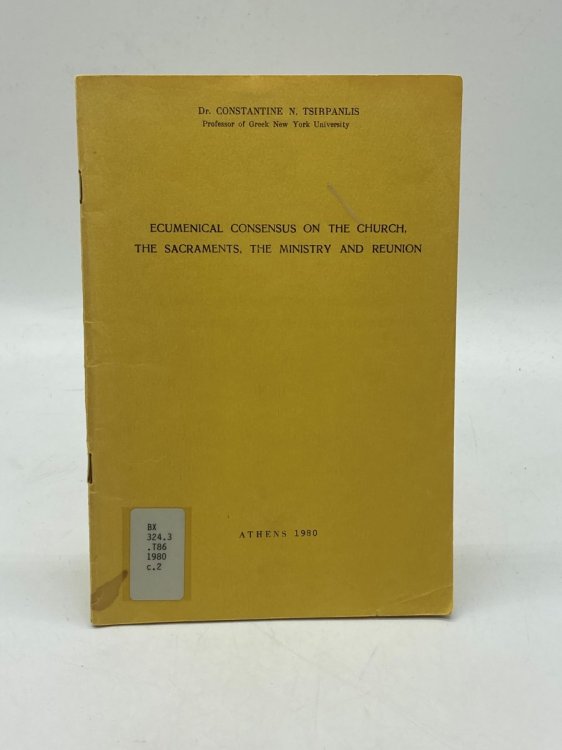 Dr. CONSTANTINE N. TSIRPANLIS
Professor of Greek New York University
ECUMENICAL CONSENSUS ON THE CHURCH,
THE SACRAMENTS, THE MINISTRY AND REUNION
ATHENS 1980
BX
324.3
.T86
1980
c.2